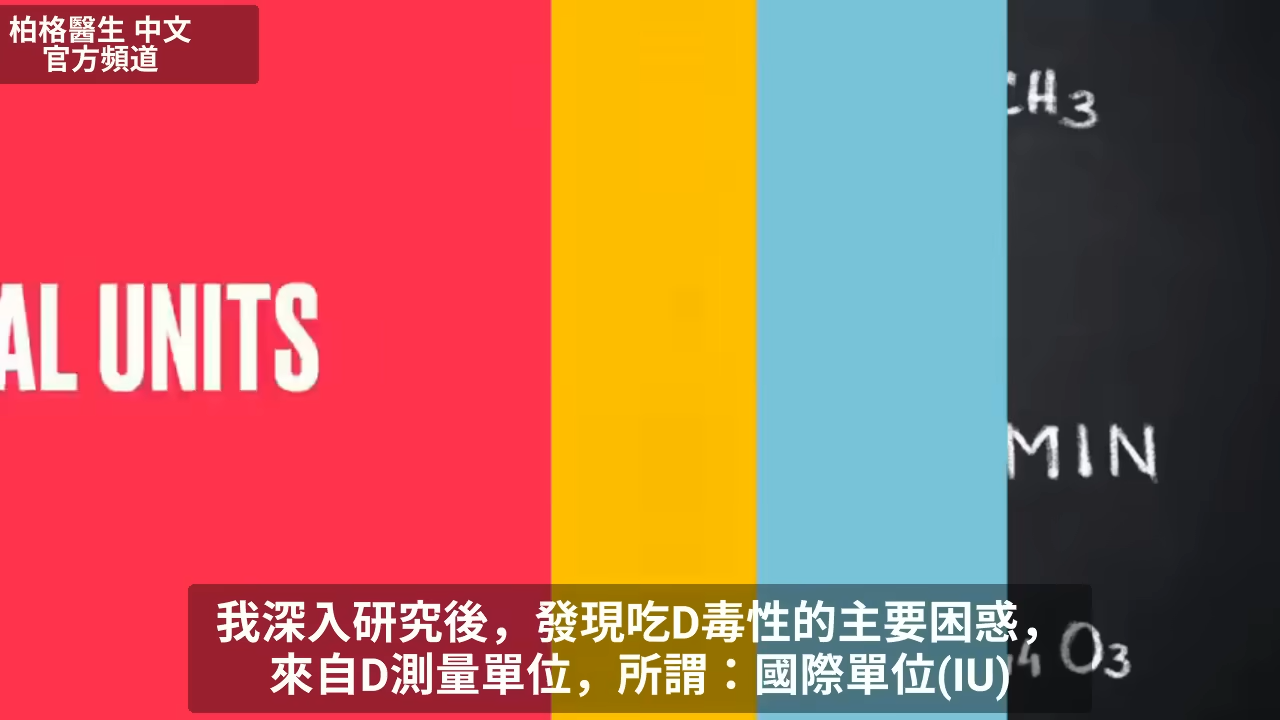 柏格醫生 中文
官方頻道
CH3
AL UNITS
MIN
O3
我深入研究後，發現吃D毒性的主要困惑，
來自D測量單位，所謂：國際單位(IU)